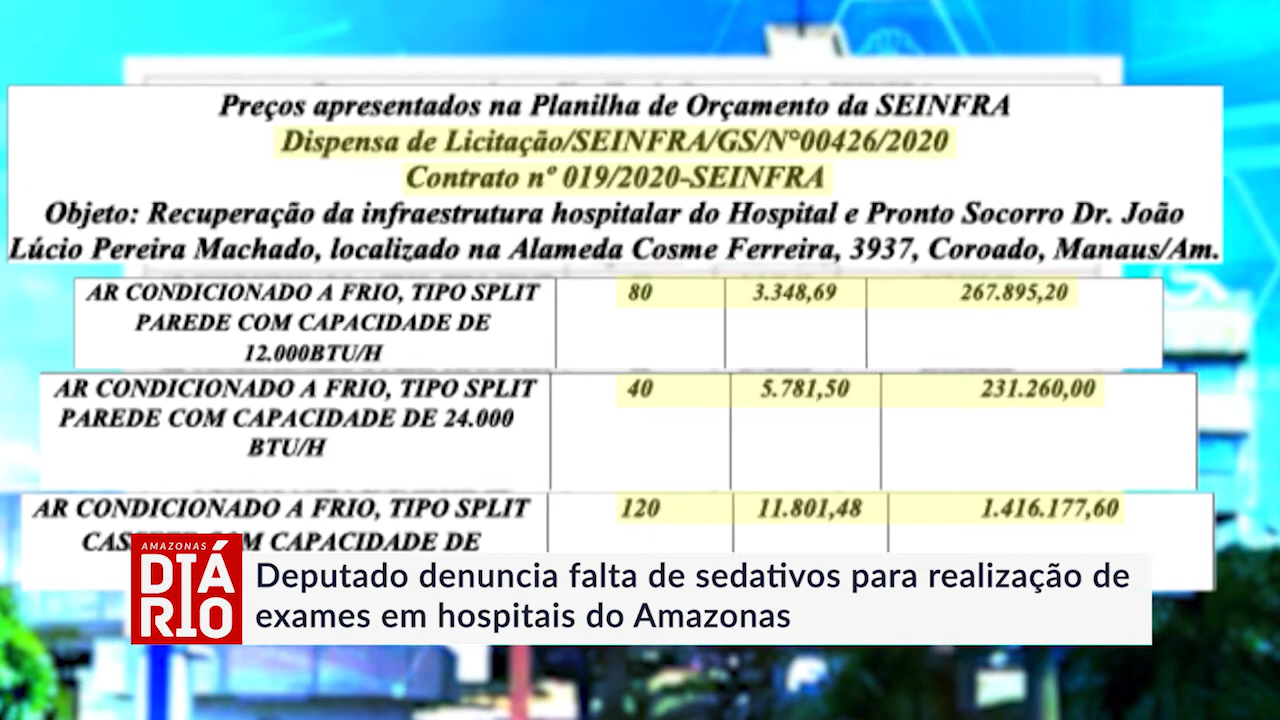 Preços apresentados na Planilha de Orçamento da SEINFRA
Dispensa de Licitação/SEINFRA/GS/N°00426/2020
Contrato nº 019/2020-SEINFRA
Objeto: Recuperação da infraestrutura hospitalar do Hospital e Pronto Socorro Dr. João
Lúcio Pereira Machado, localizado na Alameda Cosme Ferreira, 3937, Coroado, Manaus/Am.
AR CONDICIONADO A FRIO, TIPO SPLIT 80 3.348,69 267.895,20
PAREDE COM CAPACIDADE DE
12.000BTU/H
AR CONDICIONADO A FRIO, TIPO SPLIT 40 5.781,50 231.260,00
PAREDE COM CAPACIDADE DE 24.000
BTU/H
AR CONDICIONADO A FRIO, TIPO SPLIT 120 11.801,48 1.416.177,60
COM CAPACIDADE DE
AMAZONAS
DIÁ
RIO
Deputado denuncia falta de sedativos para realização de
exames em hospitais do Amazonas